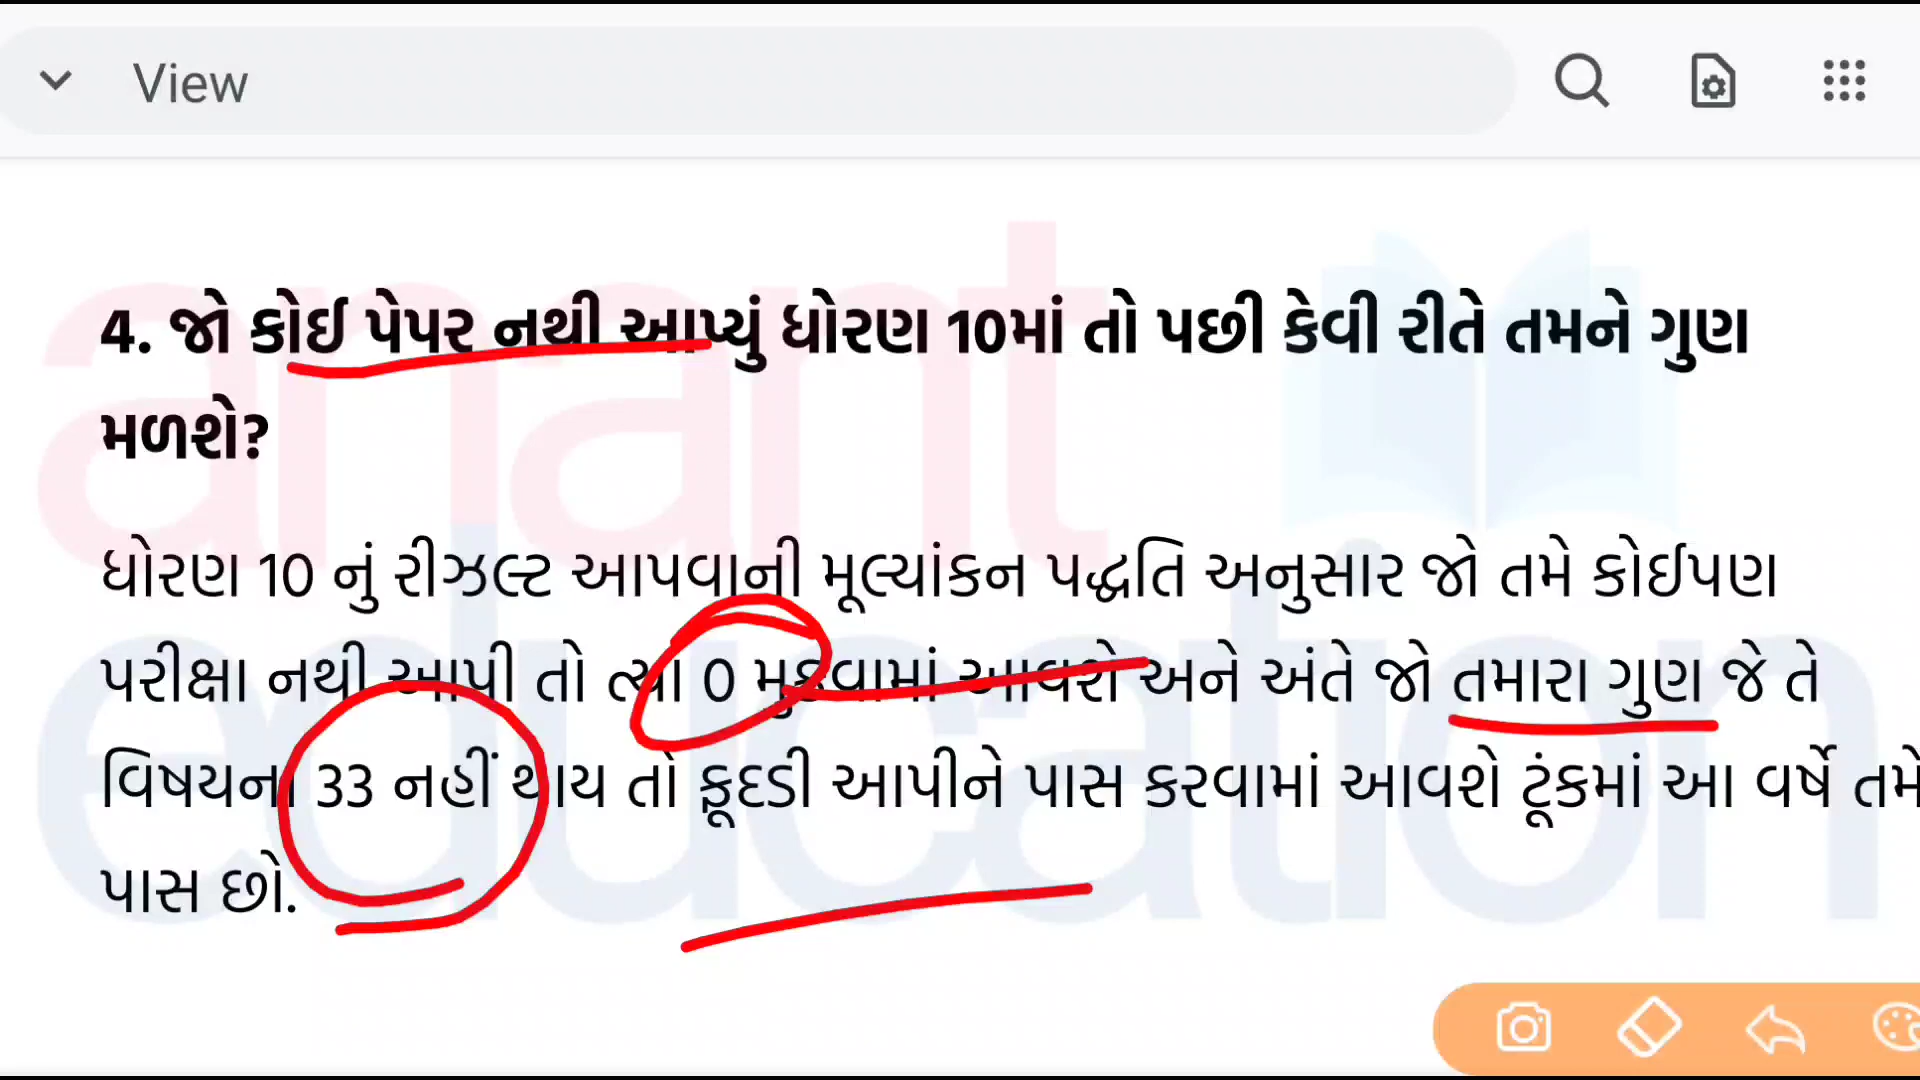 View
4. જો કોઈ પેપર નથી આપ્યું ધોરણ 10માં તો પછી કેવી રીતે તમને ગુણ
મળશે?
ધોરણ 10 નું રીઝલ્ટ આપવાની મૂલ્યાંકન પદ્ધતિ અનુસાર જો તમે કોઈપણ
પરીક્ષા નથી આપી તો ત્યાં 0 મુકવામાં આવશે અને અંતે જો તમારા ગુણ જે તે
વિષયના 33 નહીં થાય તો કૂદડી આપીને પાસ કરવામાં આવશે ટૂંકમાં આ વર્ષે તમે
પાસ છો.
anant
education